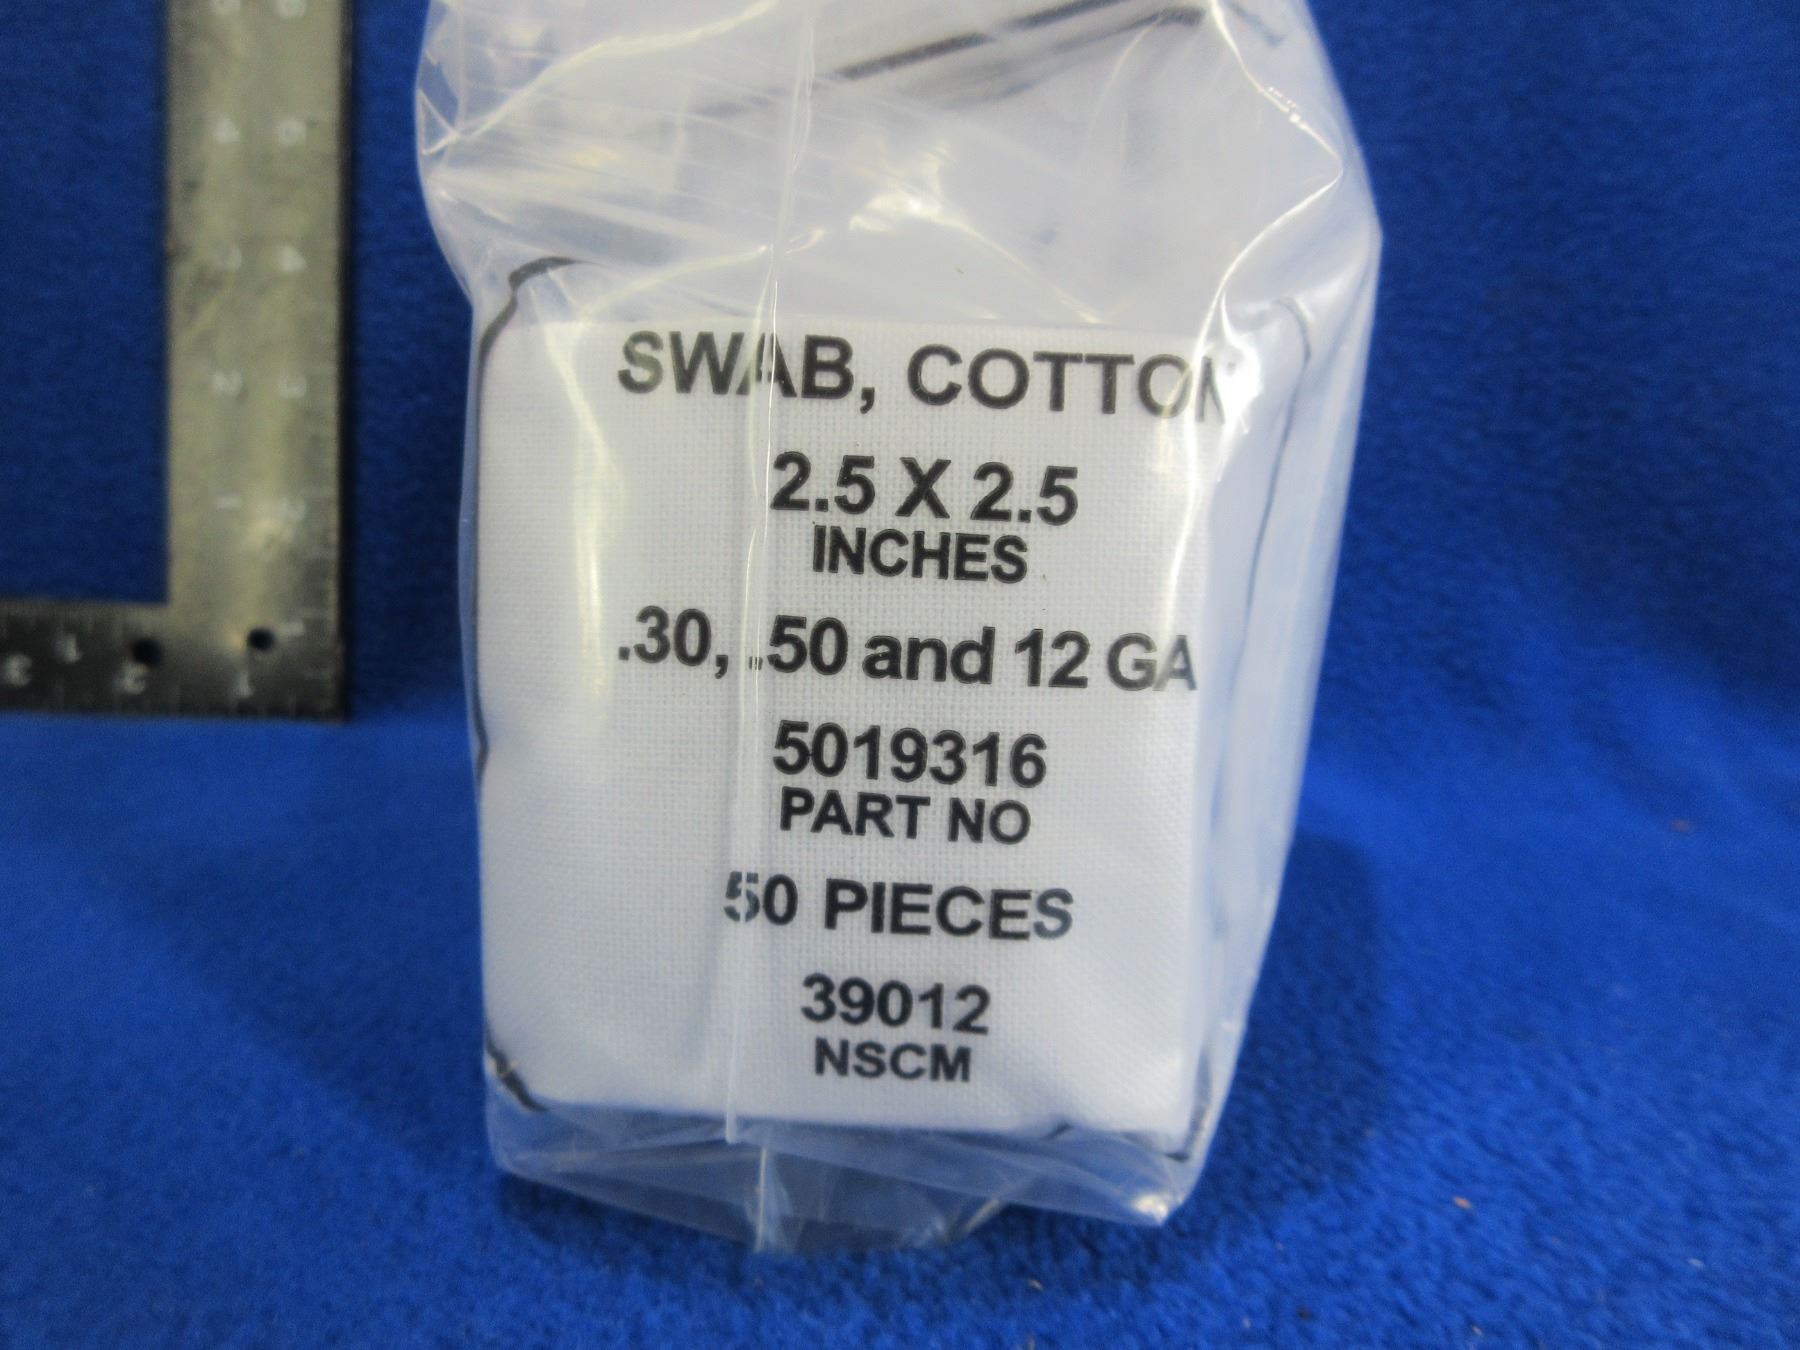 SWAB, COTTON
2.5 X 2.5
INCHES
.30, .50 and 12 GA
5019316
PART NO
50 PIECES
39012
NSCM